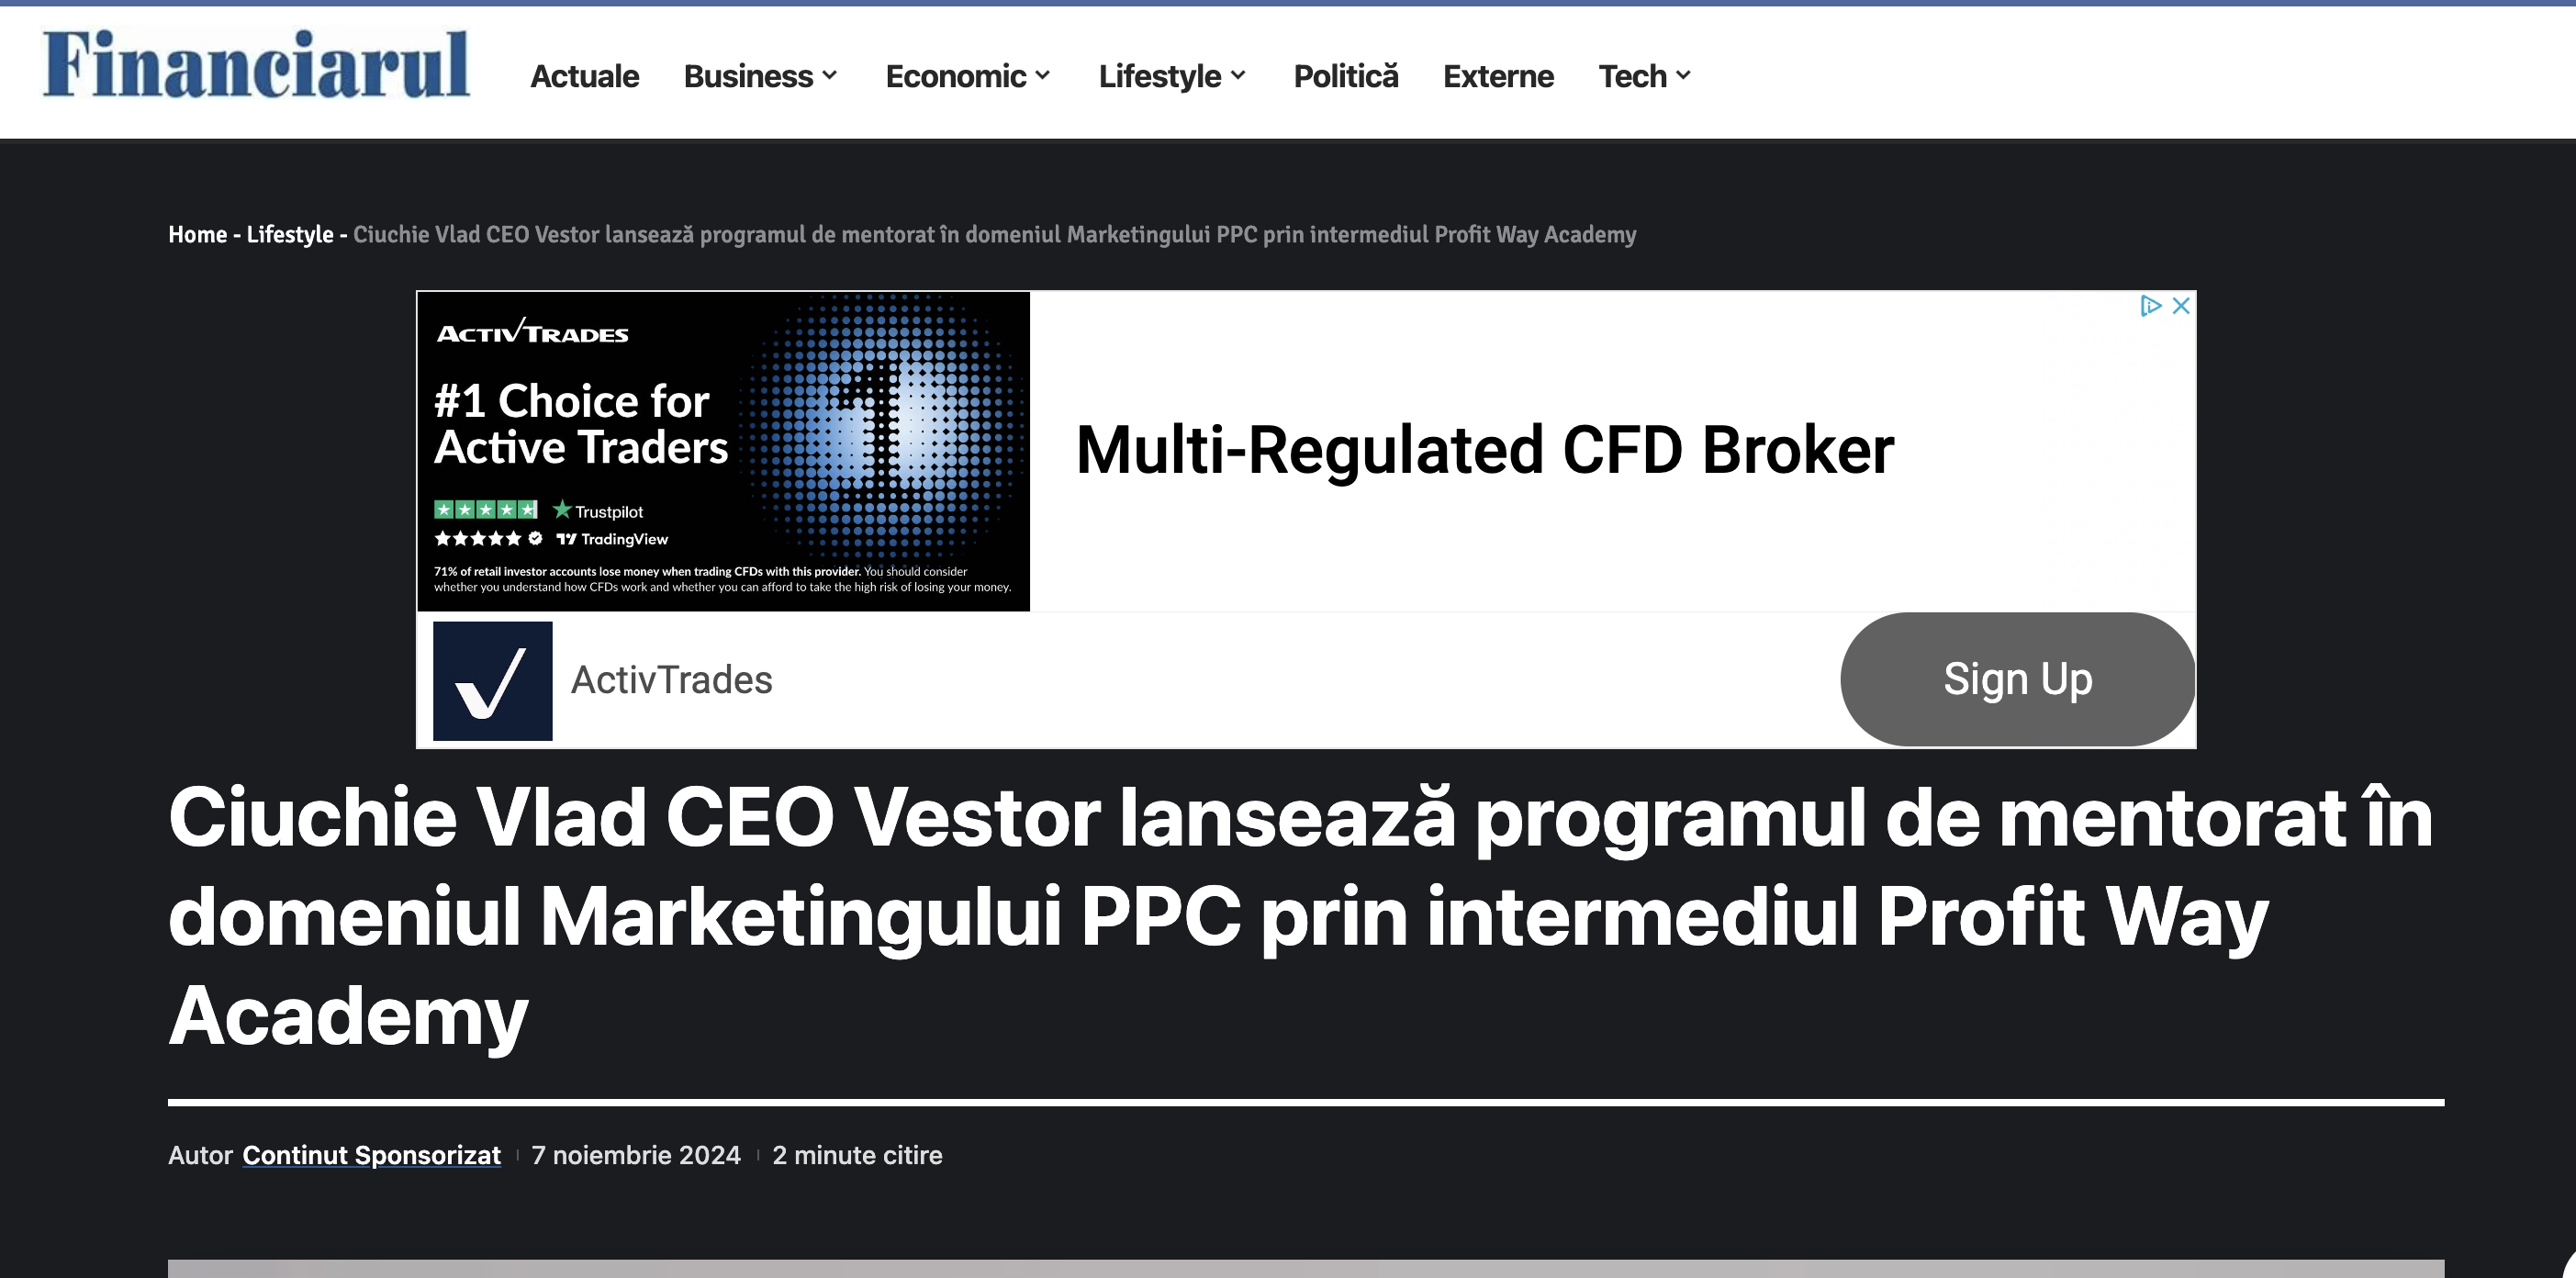 Financiarul
Actuale Business Economic Lifestyle Politică Externe Tech
Home - Lifestyle - Ciuchie Vlad CEO Vestor lansează programul de mentorat în domeniul Marketingului PPC prin intermediul Profit Way Academy
ACTIVTRADES
#1 Choice for
Active Traders
Trustpilot
TradingView
71% of retail investor accounts lose money when trading CFDs with this provider. You should consider
whether you understand how CFDs work and whether you can afford to take the high risk of losing your money.
1
Multi-Regulated CFD Broker
ActivTrades
Sign Up
Ciuchie Vlad CEO Vestor lansează programul de mentorat în
domeniul Marketingului PPC prin intermediul Profit Way
Academy
Autor Continut Sponsorizat 7 noiembrie 2024 2 minute citire